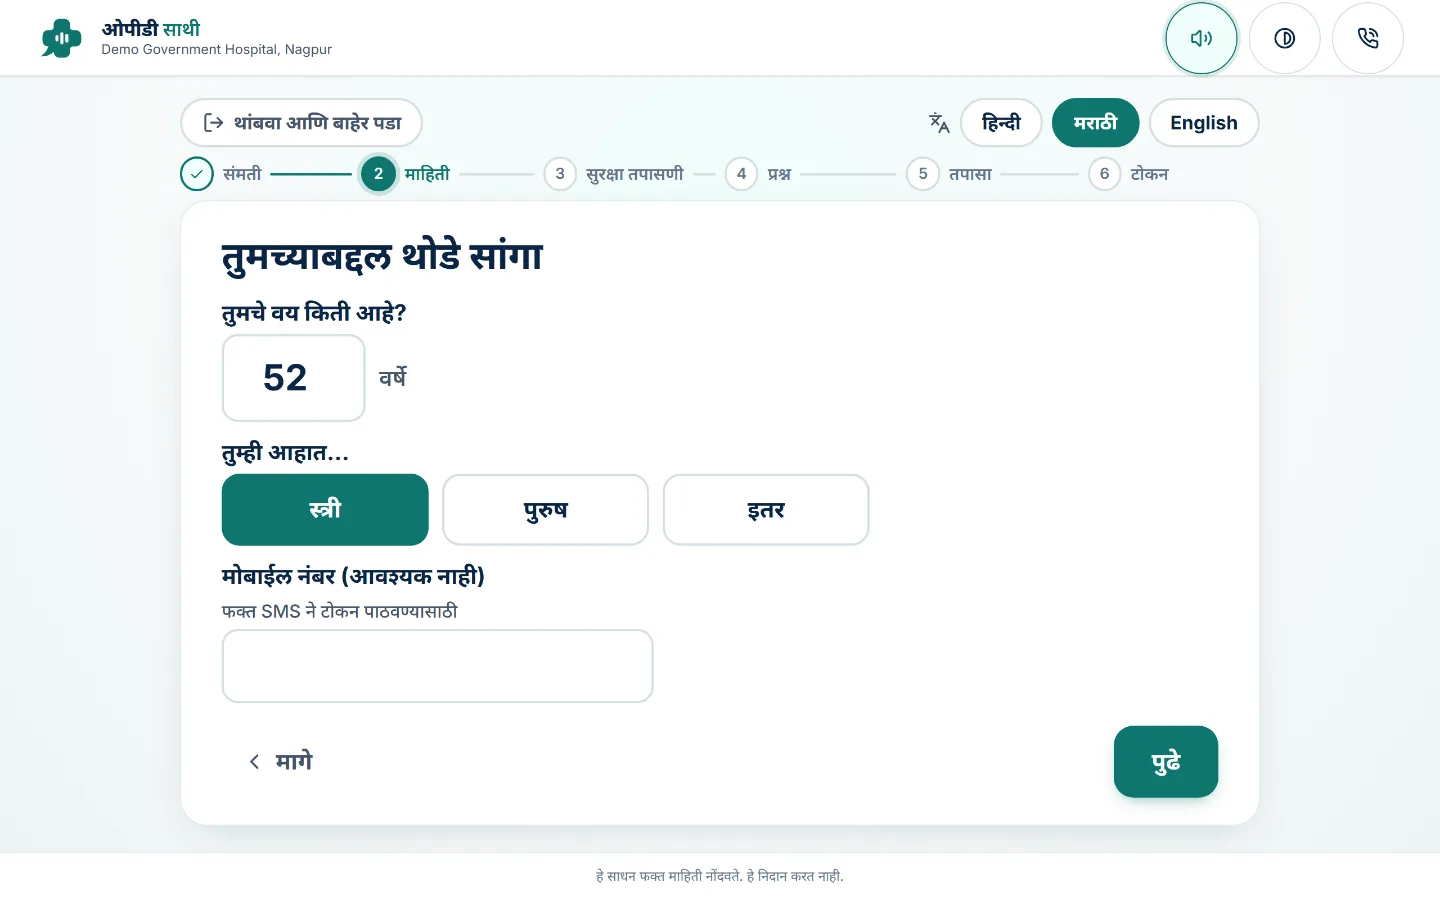 ओपीडी साथी
Demo Government Hospital, Nagpur
थांबवा आणि बाहेर पडा
हिन्दी
मराठी
English
संमती
2 माहिती
3 सुरक्षा तपासणी
4 प्रश्न
5 तपासा
6 टोकन
तुमच्याबद्दल थोडे सांगा
तुमचे वय किती आहे?
52 वर्षे
तुम्ही आहात...
स्त्री
पुरुष
इतर
मोबाईल नंबर (आवश्यक नाही)
फक्त SMS ने टोकन पाठवण्यासाठी
मागे
पुढे
हे साधन फक्त माहिती नोंदवते. हे निदान करत नाही.